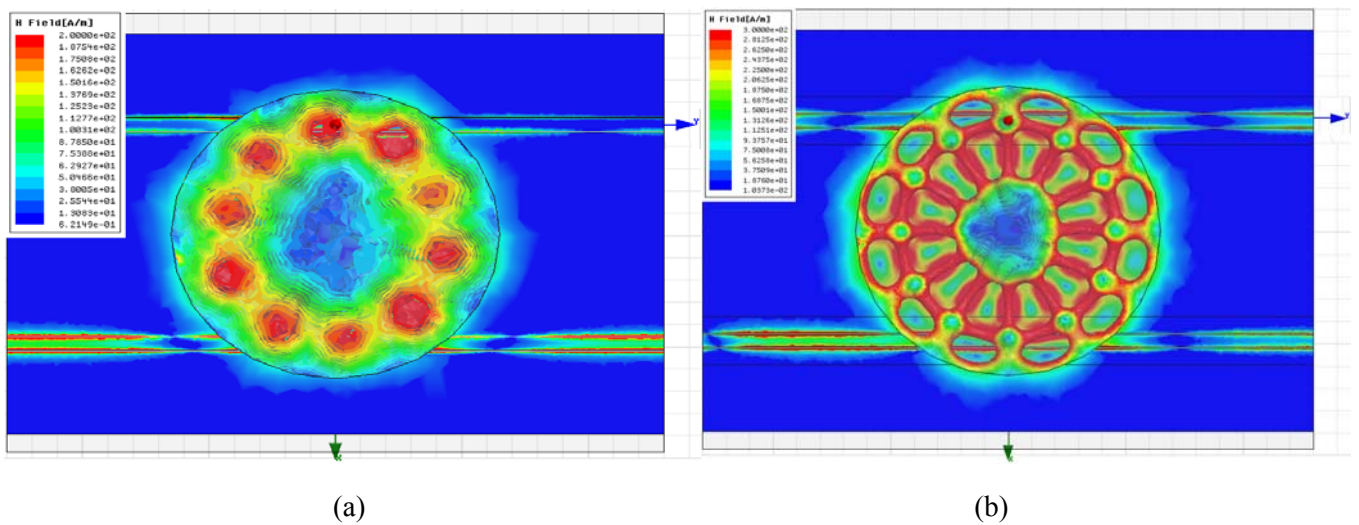 H Field[A/m]
2.0000e+02
1.8754e+02
1.7508e+02
1.6262e+02
1.5016e+02
1.3769e+02
1.2523e+02
1.1277e+02
1.0031e+02
8.7850e+01
7.5388e+01
6.2927e+01
5.0466e+01
3.8005e+01
2.5544e+01
1.3083e+01
6.2149e-01
Y
X
H Field[A/m]
3.0000e+02
2.8125e+02
2.6250e+02
2.4375e+02
2.2500e+02
2.0625e+02
1.8750e+02
1.6875e+02
1.5001e+02
1.3126e+02
1.1251e+02
9.3757e+01
7.5008e+01
5.6258e+01
3.7509e+01
1.8760e+01
1.0373e-02
Y
X
(a)
(b)